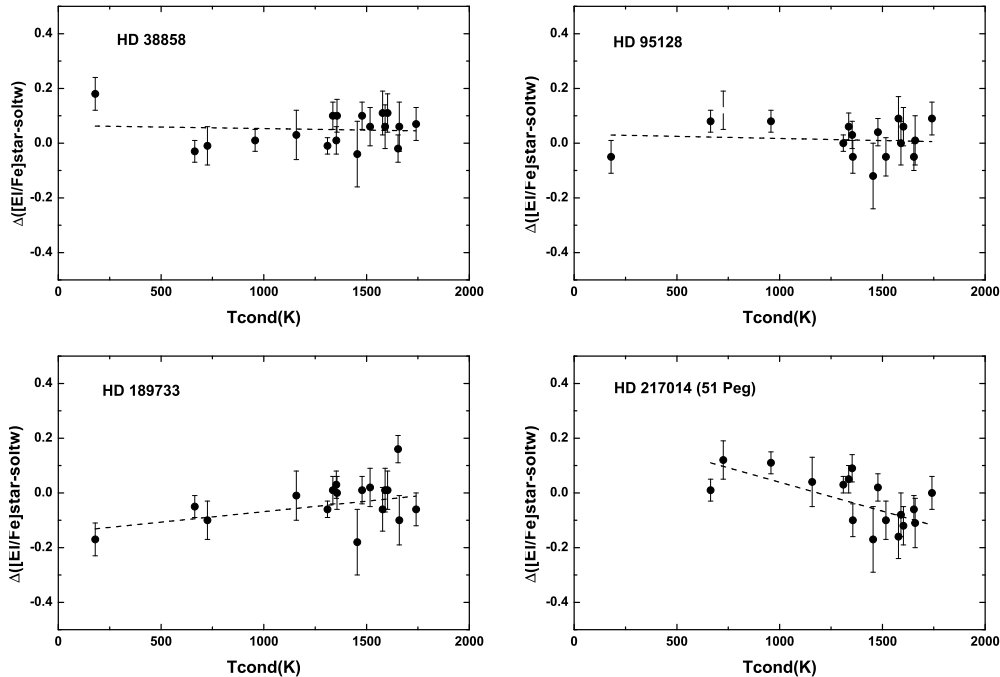 HD 38858
0.4
0.2
0.0
-0.2
-0.4
Δ([El/Fe]star-soltw)
0 500 1000 1500 2000
Tcond(K)
HD 95128
0.4
0.2
0.0
-0.2
-0.4
Δ([El/Fe]star-soltw)
0 500 1000 1500 2000
Tcond(K)
HD 189733
0.4
0.2
0.0
-0.2
-0.4
Δ([El/Fe]star-soltw)
0 500 1000 1500 2000
Tcond(K)
HD 217014 (51 Peg)
0.4
0.2
0.0
-0.2
-0.4
Δ([El/Fe]star-soltw)
0 500 1000 1500 2000
Tcond(K)